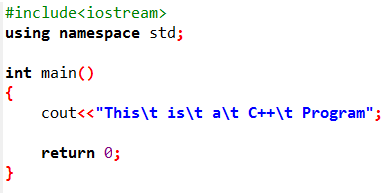 #include<iostream>
using namespace std;
int main()
{
cout<<"This\t is\t a\t C++\t Program";
return 0;
}